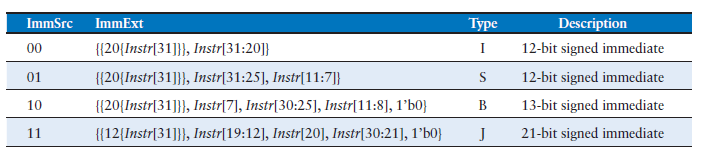 ImmSrc ImmExt Type Description
00 {{20{Instr[31]}}, Instr[31:20]} I 12-bit signed immediate
01 {{20{Instr[31]}}, Instr[31:25], Instr[11:7]} S 12-bit signed immediate
10 {{20{Instr[31]}}, Instr[7], Instr[30:25], Instr[11:8], 1’b0} B 13-bit signed immediate
11 {{12{Instr[31]}}, Instr[19:12], Instr[20], Instr[30:21], 1’b0} J 21-bit signed immediate